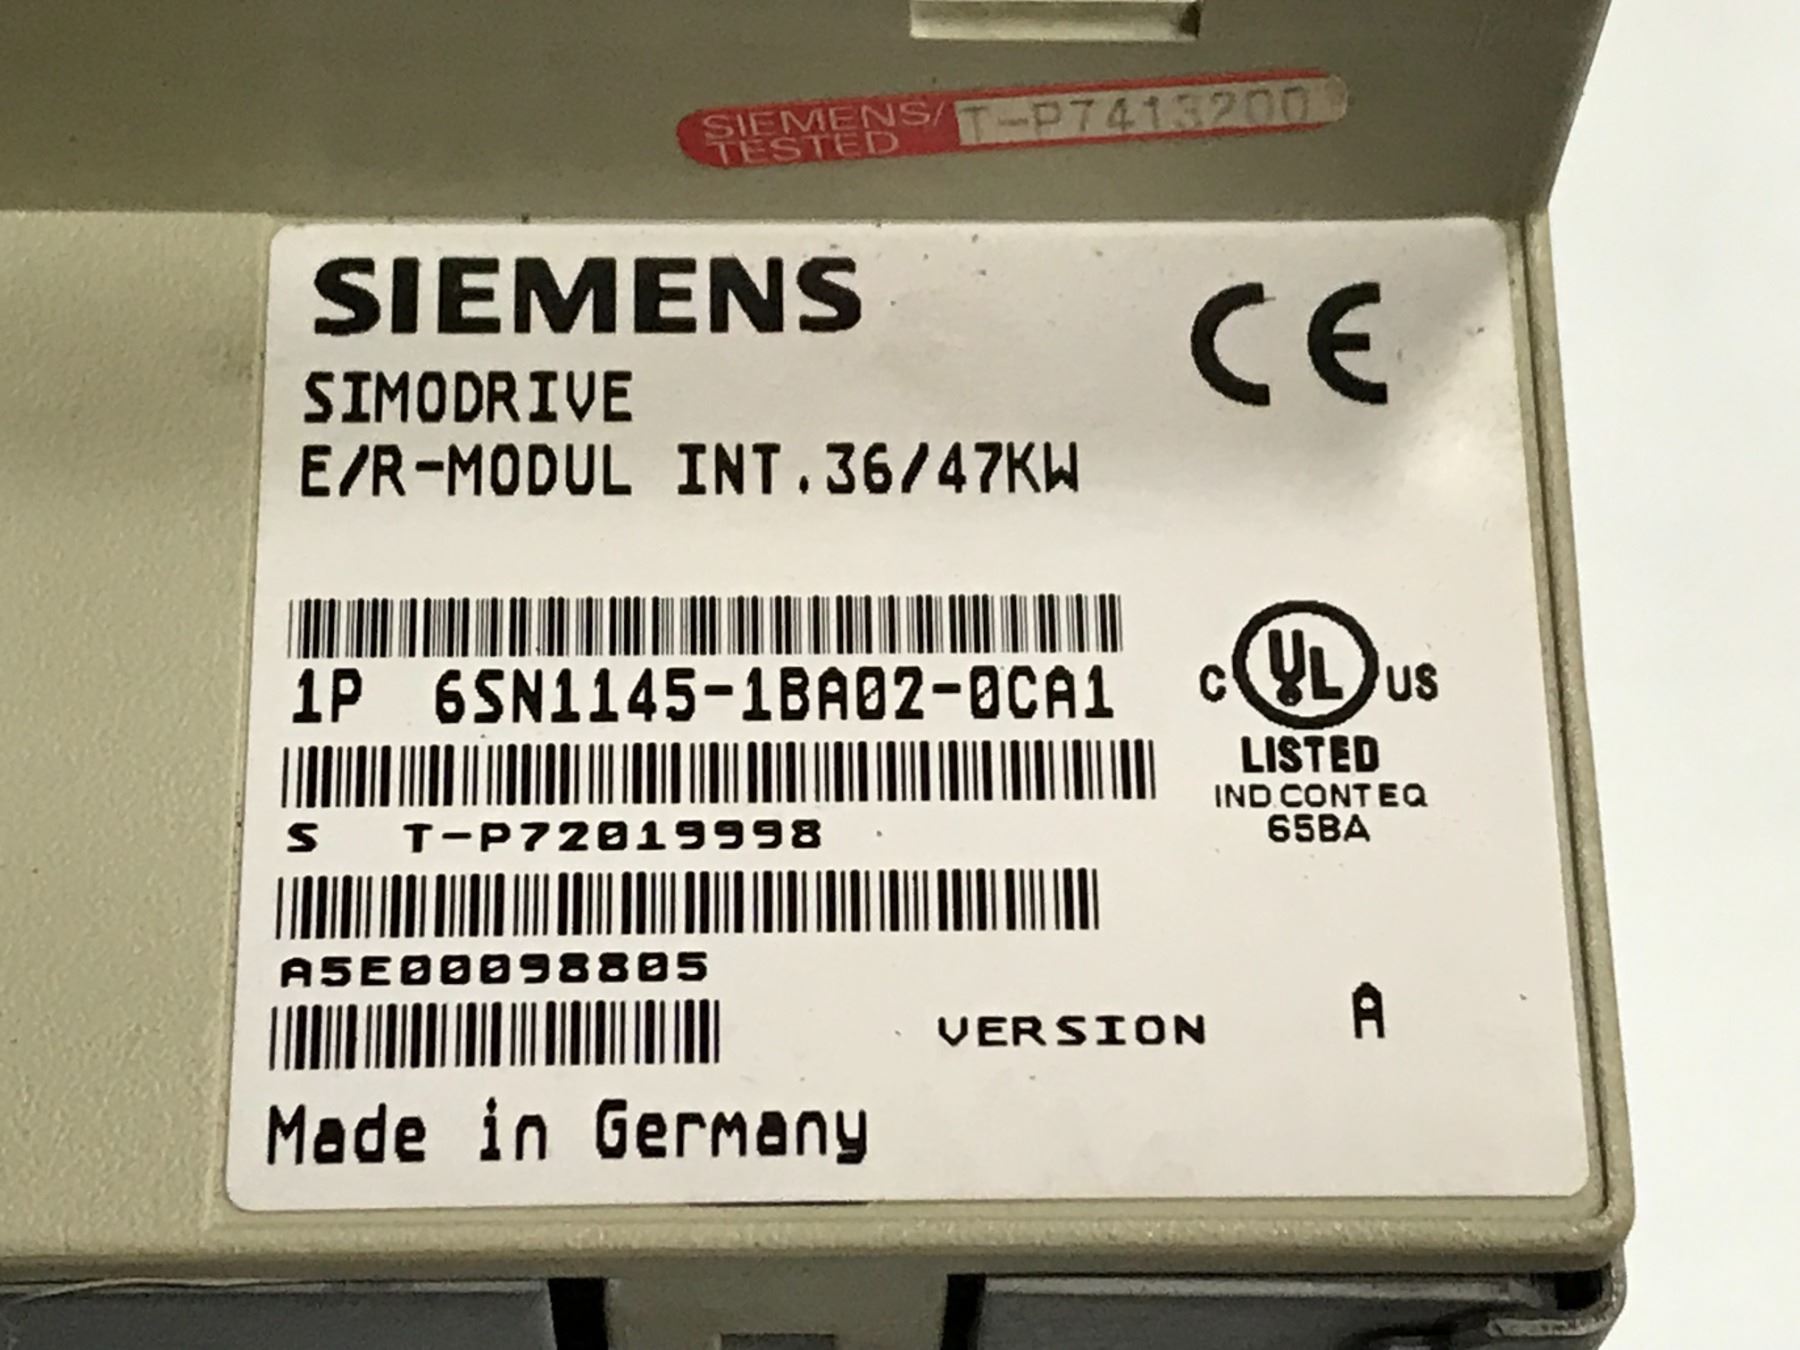 SIEMENS/ T-P7413200
TESTED
SIEMENS
CE
SIMODRIVE
E/R-MODUL INT.36/47KW
1P 6SN1145-1BA02-0CA1
C UL US
LISTED
IND.CONT EQ
65BA
S T-P72019998
A5E00098805
VERSION A
Made in Germany